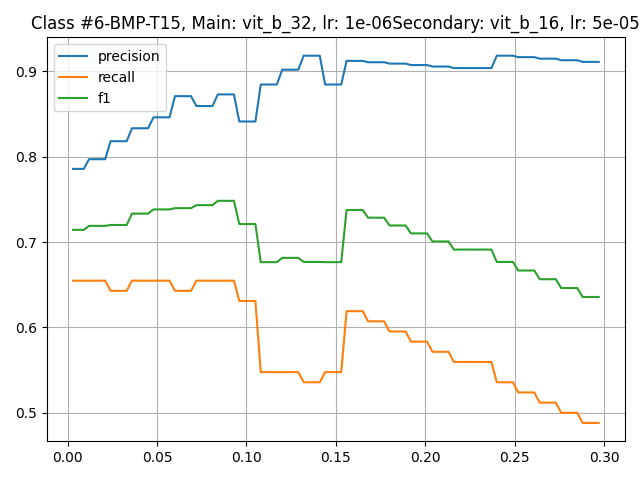 Class #6-BMP-T15, Main: vit_b_32, lr: 1e-06Secondary: vit_b_16, lr: 5e-05
precision
recall
f1
0.9
0.8
0.7
0.6
0.5
0.00 0.05 0.10 0.15 0.20 0.25 0.30